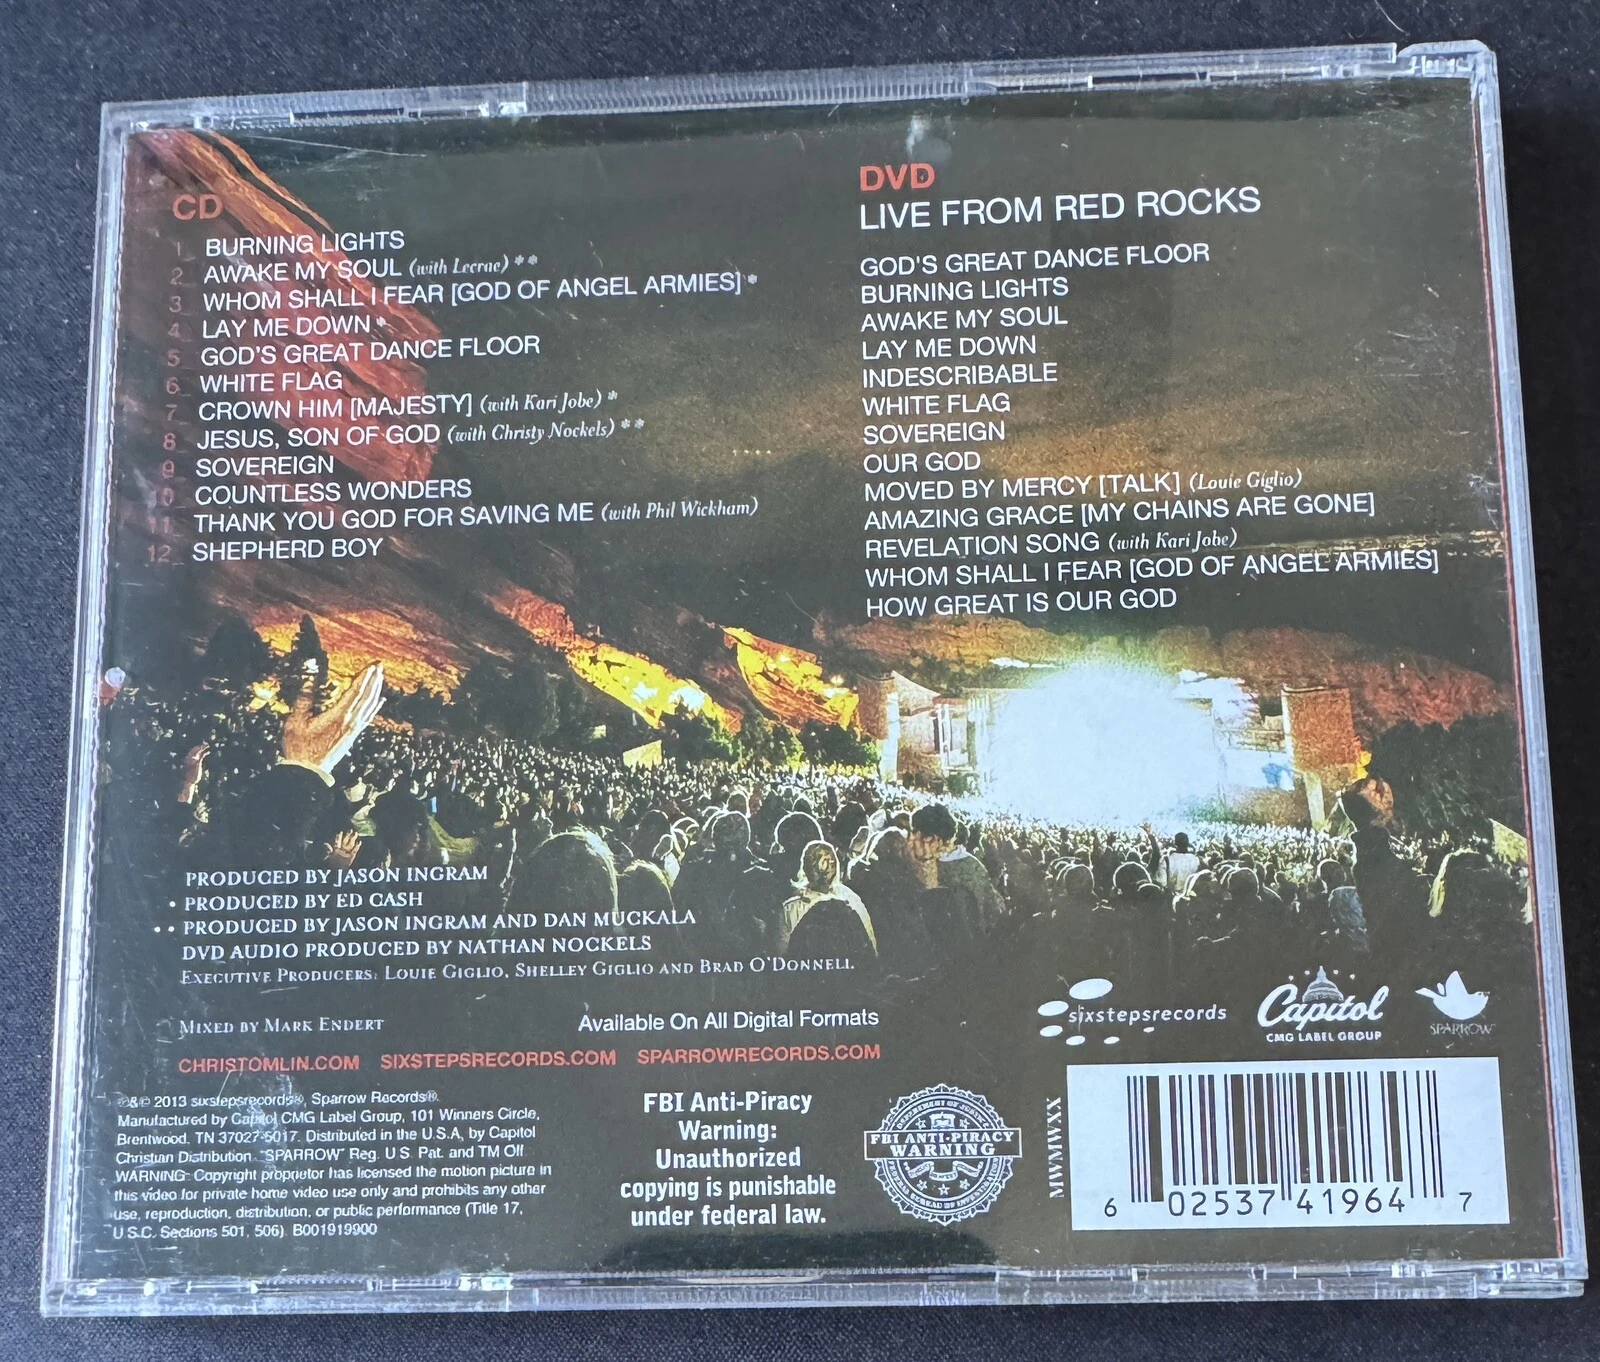 CD
1 BURNING LIGHTS
2 AWAKE MY SOUL (with Lecrae) **
3 WHOM SHALL I FEAR [GOD OF ANGEL ARMIES] *
4 LAY ME DOWN *
5 GOD'S GREAT DANCE FLOOR
6 WHITE FLAG
7 CROWN HIM [MAJESTY] (with Kari Jobe) *
8 JESUS, SON OF GOD (with Christy Nockels) **
9 SOVEREIGN
10 COUNTLESS WONDERS
11 THANK YOU GOD FOR SAVING ME (with Phil Wickham)
12 SHEPHERD BOY
DVD
LIVE FROM RED ROCKS
GOD'S GREAT DANCE FLOOR
BURNING LIGHTS
AWAKE MY SOUL
LAY ME DOWN
INDESCRIBABLE
WHITE FLAG
SOVEREIGN
OUR GOD
MOVED BY MERCY [TALK] (Louie Giglio)
AMAZING GRACE [MY CHAINS ARE GONE]
REVELATION SONG (with Kari Jobe)
WHOM SHALL I FEAR [GOD OF ANGEL ARMIES]
HOW GREAT IS OUR GOD
PRODUCED BY JASON INGRAM
• PRODUCED BY ED CASH
•• PRODUCED BY JASON INGRAM AND DAN MUCKALA
DVD AUDIO PRODUCED BY NATHAN NOCKELS
EXECUTIVE PRODUCERS: LOUIE GIGLIO, SHELLEY GIGLIO AND BRAD O'DONNELL
MIXED BY MARK ENDERT
Available On All Digital Formats
CHRISTOMLIN.COM SIXSTEPSRECORDS.COM SPARROWRECORDS.COM
sixstepsrecords
Capitol
CMG LABEL GROUP
SPARROW
℗&© 2013 sixstepsrecords®, Sparrow Records®.
Manufactured by Capitol CMG Label Group, 101 Winners Circle,
Brentwood, TN 37027-5017. Distributed in the U.S.A. by Capitol
Christian Distribution. "SPARROW" Reg. U.S. Pat. and TM Off.
WARNING: Copyright proprietor has licensed the motion picture in
this video for private home video use only and prohibits any other
use, reproduction, distribution, or public performance (Title 17,
U.S.C. Sections 501, 506). B001919900
FBI Anti-Piracy
Warning:
Unauthorized
copying is punishable
under federal law.
DEPARTMENT OF JUSTICE
FBI ANTI-PIRACY
WARNING
FEDERAL BUREAU OF INVESTIGATION
MWMWXX
6 02537 41964 7